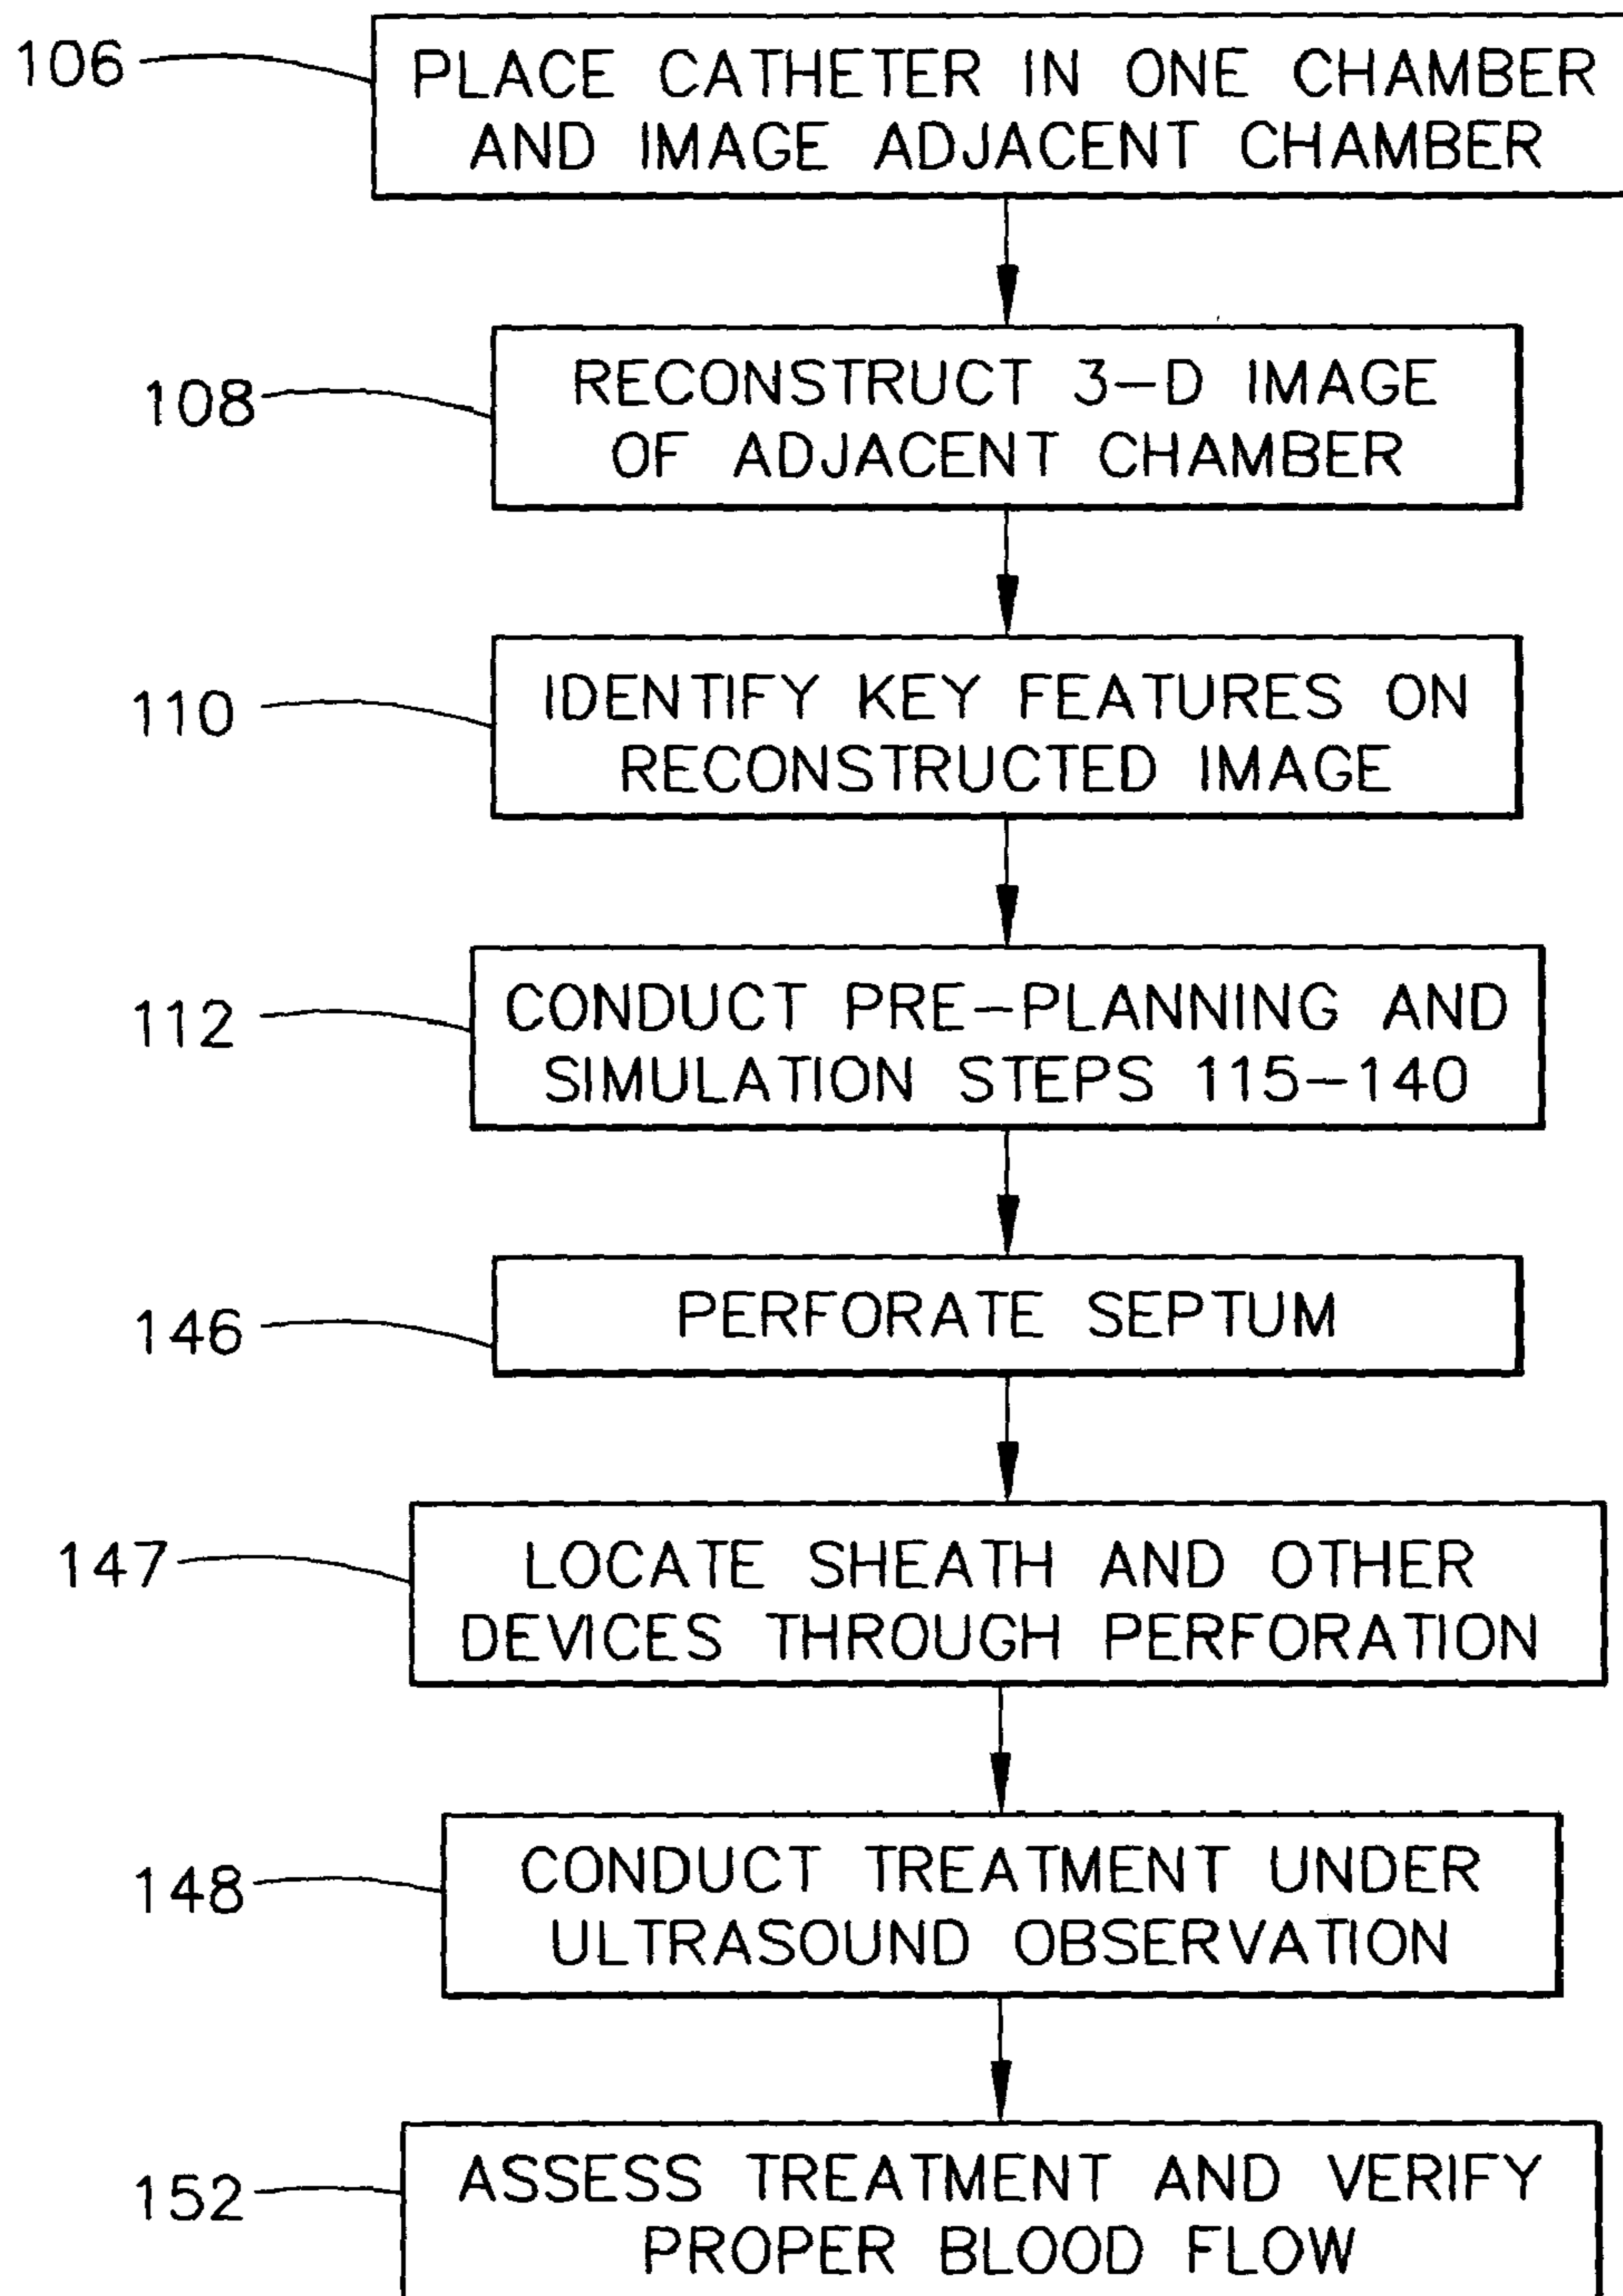 106
PLACE CATHETER IN ONE CHAMBER
AND IMAGE ADJACENT CHAMBER
108
RECONSTRUCT 3-D IMAGE
OF ADJACENT CHAMBER
110
IDENTIFY KEY FEATURES ON
RECONSTRUCTED IMAGE
112
CONDUCT PRE-PLANNING AND
SIMULATION STEPS 115-140
146
PERFORATE SEPTUM
147
LOCATE SHEATH AND OTHER
DEVICES THROUGH PERFORATION
148
CONDUCT TREATMENT UNDER
ULTRASOUND OBSERVATION
152
ASSESS TREATMENT AND VERIFY
PROPER BLOOD FLOW